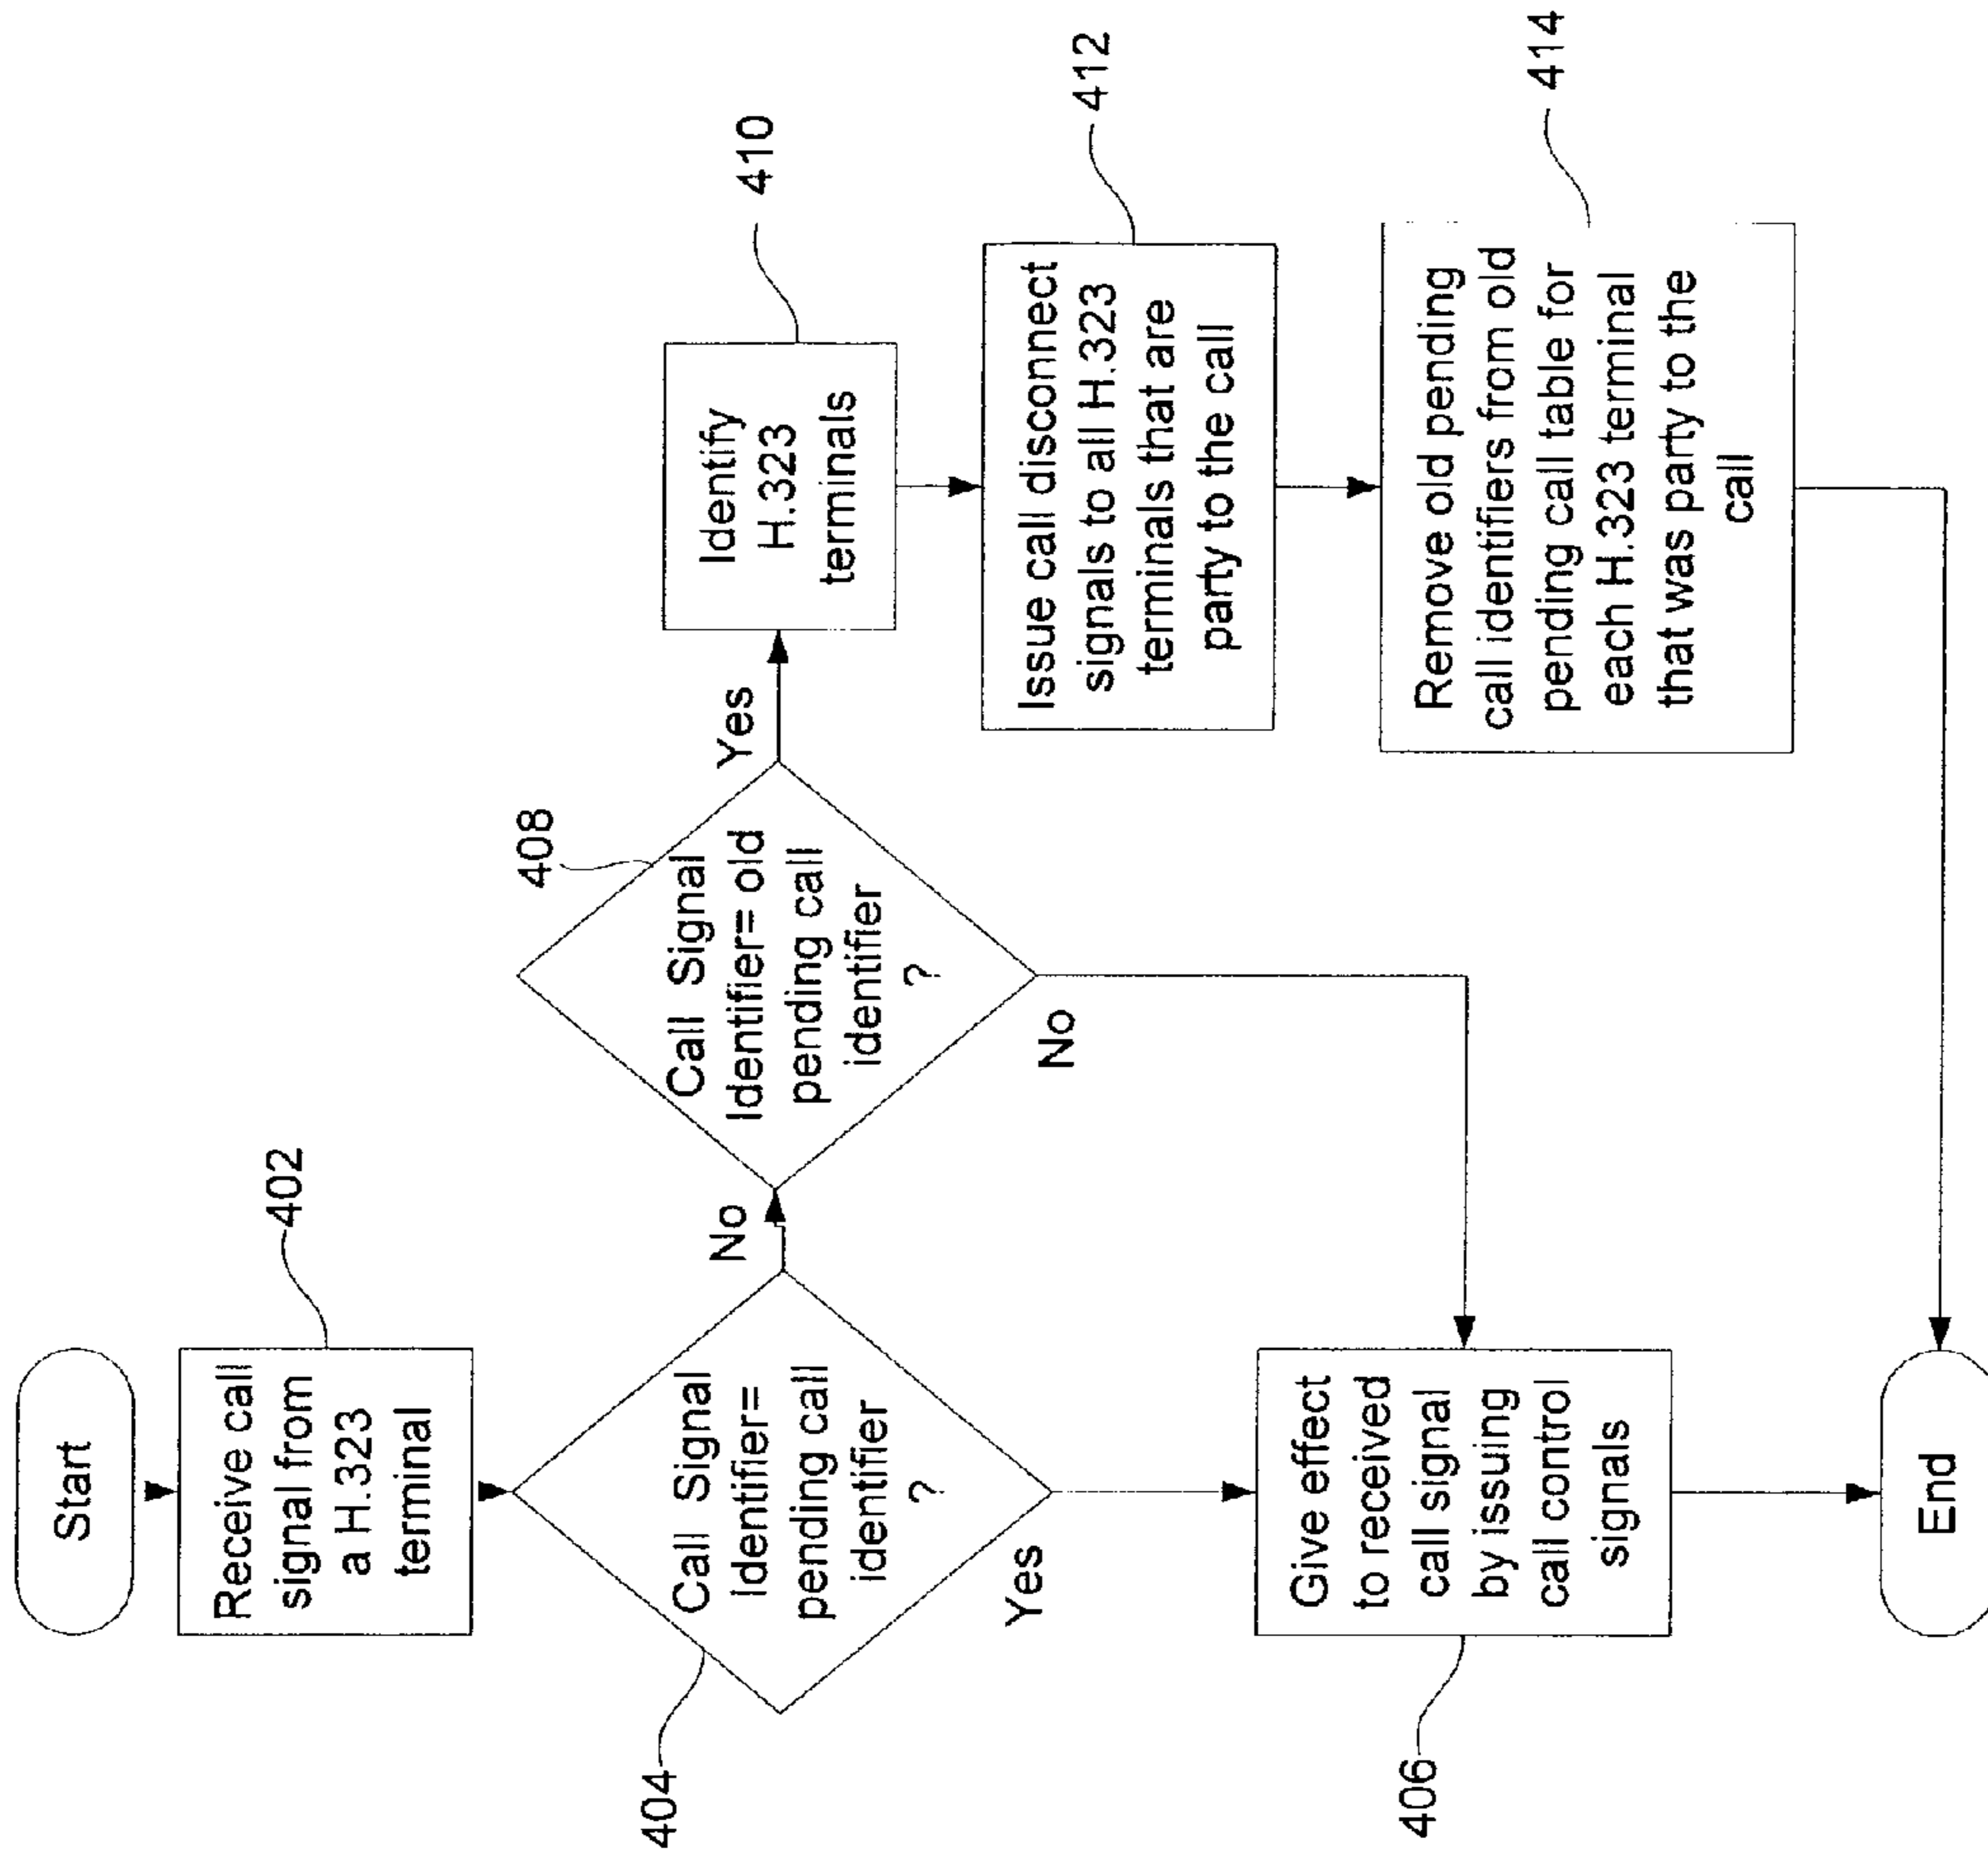 Start
402
Receive call
signal from
a H.323
terminal
404
Call Signal
Identifier=
pending call
identifier
?
No
Yes
408
Call Signal
Identifier= old
pending call
identifier
?
Yes
No
410
Identify
H.323
terminals
412
Issue call disconnect
signals to all H.323
terminals that are
party to the call
414
Remove old pending
call identifiers from old
pending call table for
each H.323 terminal
that was party to the
call
406
Give effect
to received
call signal
by issuing
call control
signals
End